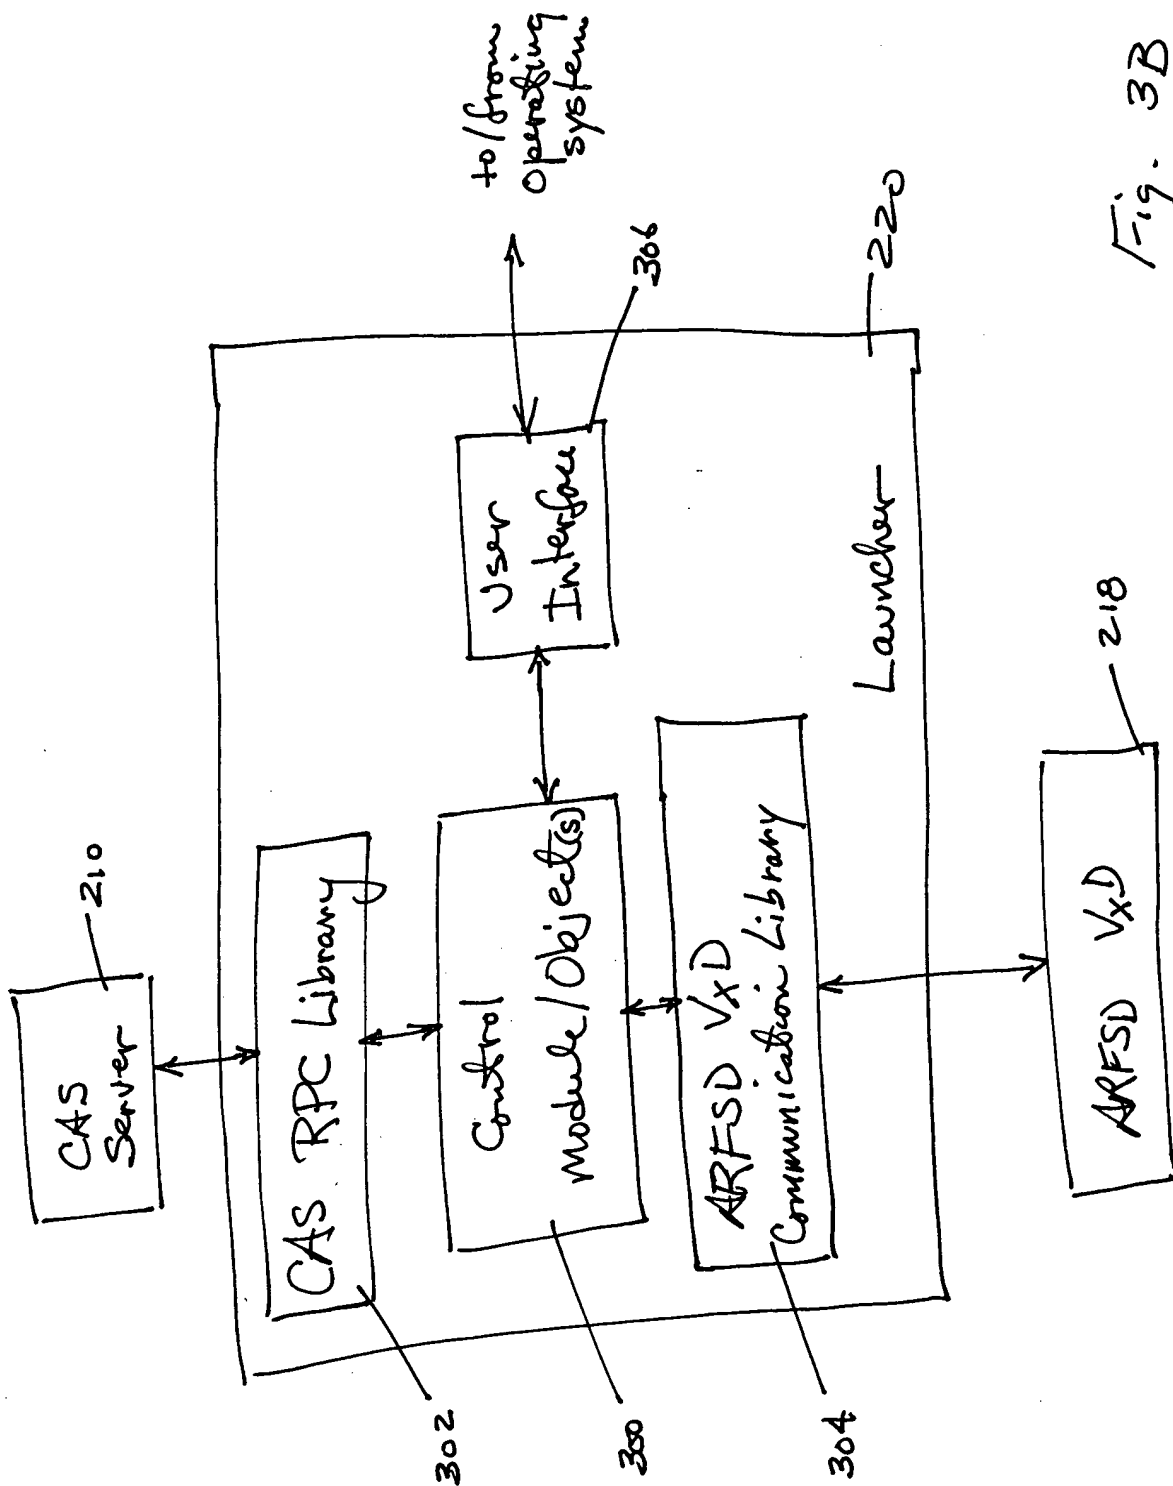 CAS
Server
210
CAS RPC Library
302
Control
Module/Object(s)
300
User
Interface
306
to/from
Operating
system
ARFSD VxD
Communication Library
304
Launcher
220
ARFSD VxD
218
Fig. 3B